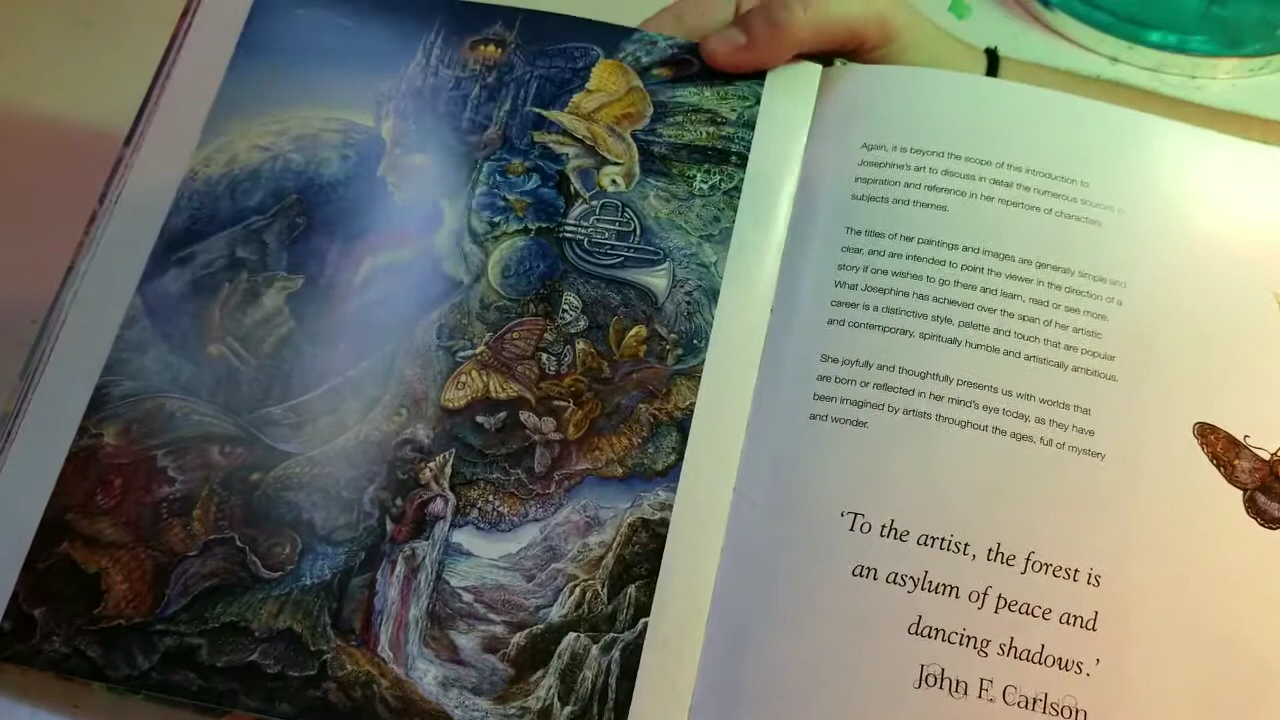 Again, it is beyond the scope of this introduction to
Josephine's art to discuss in detail the numerous sources of
inspiration and reference in her repertoire of characters,
subjects and themes.
The titles of her paintings and images are generally simple and
clear, and are intended to point the viewer in the direction of a
story if one wishes to go there and learn, read or see more.
What Josephine has achieved over the span of her artistic
career is a distinctive style, palette and touch that are popular
and contemporary, spiritually humble and artistically ambitious.
She joyfully and thoughtfully presents us with worlds that
are born or reflected in her mind's eye today, as they have
been imagined by artists throughout the ages, full of mystery
and wonder.
‘To the artist, the forest is
an asylum of peace and
dancing shadows.’
John F. Carlson